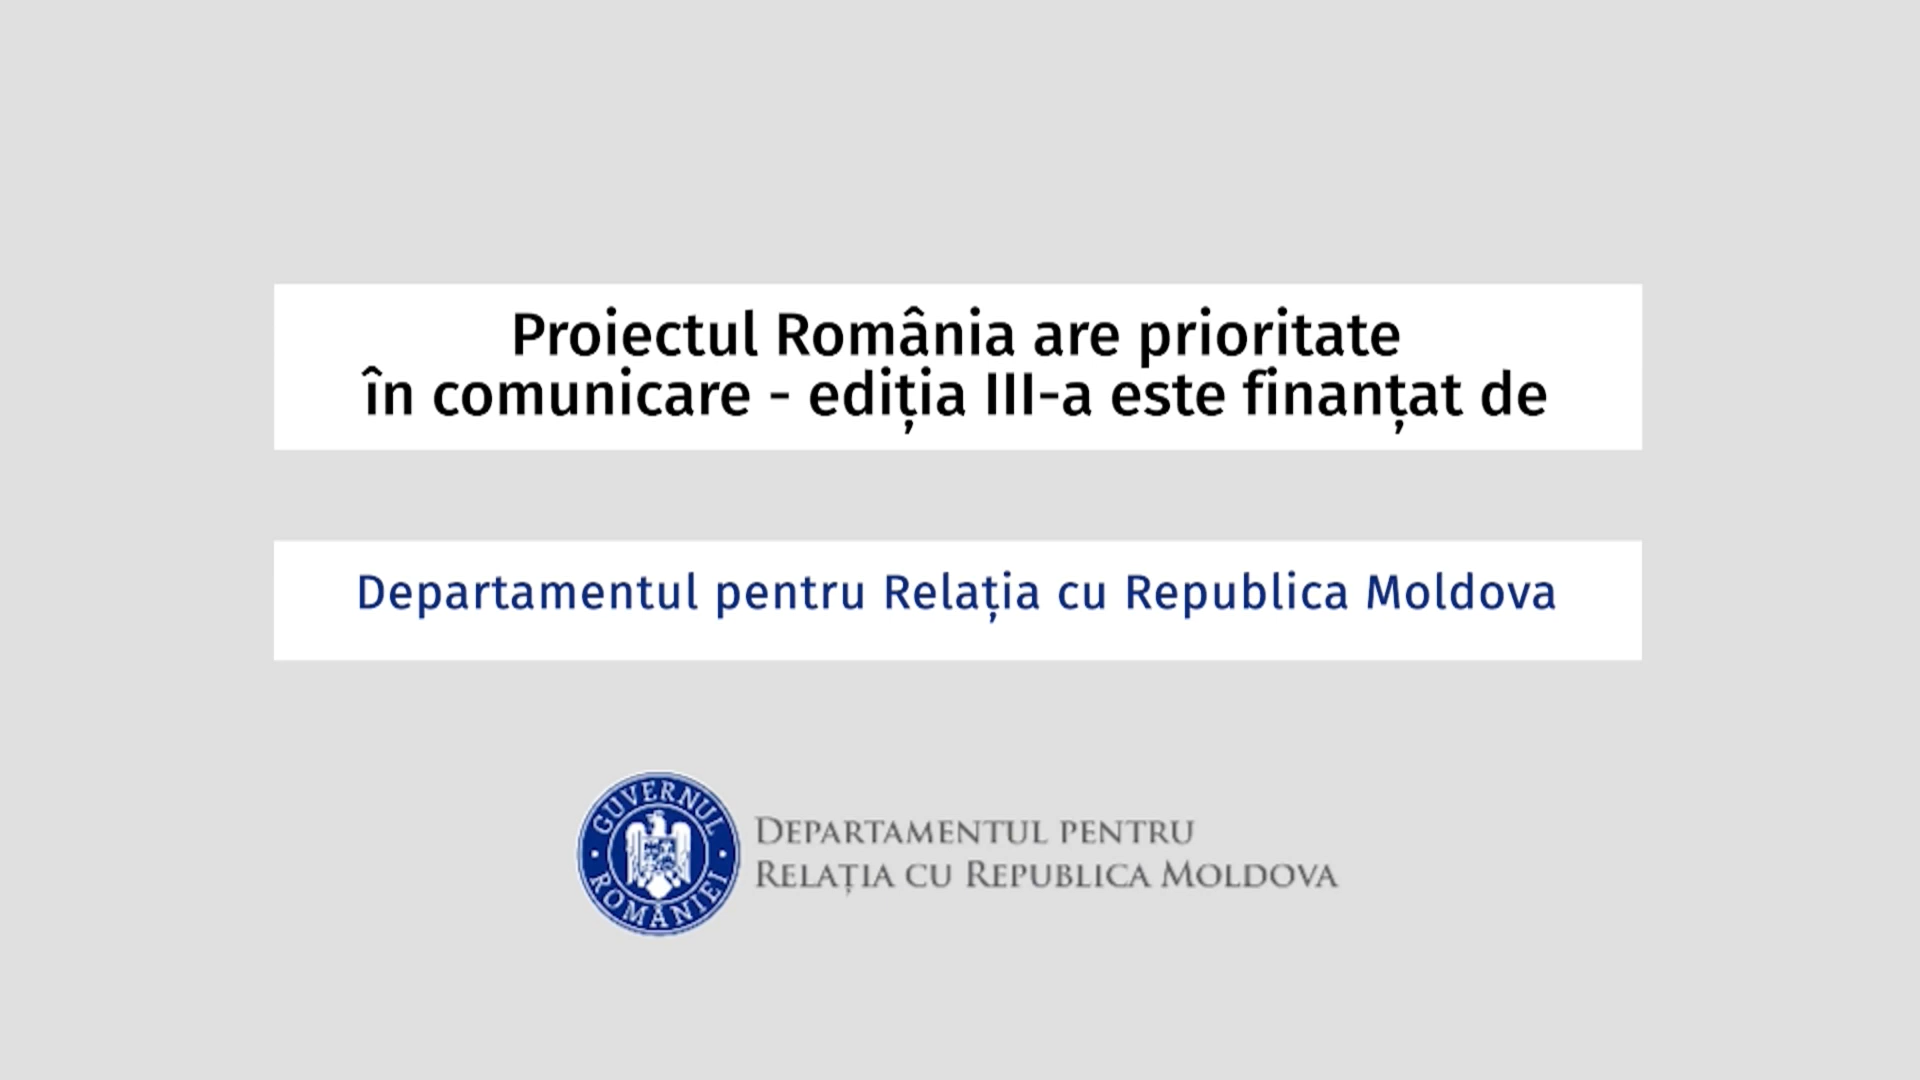 Proiectul România are prioritate
în comunicare - ediția III-a este finanțat de
Departamentul pentru Relația cu Republica Moldova
GUVERNUL ROMÂNIEI
DEPARTAMENTUL PENTRU
RELAȚIA CU REPUBLICA MOLDOVA